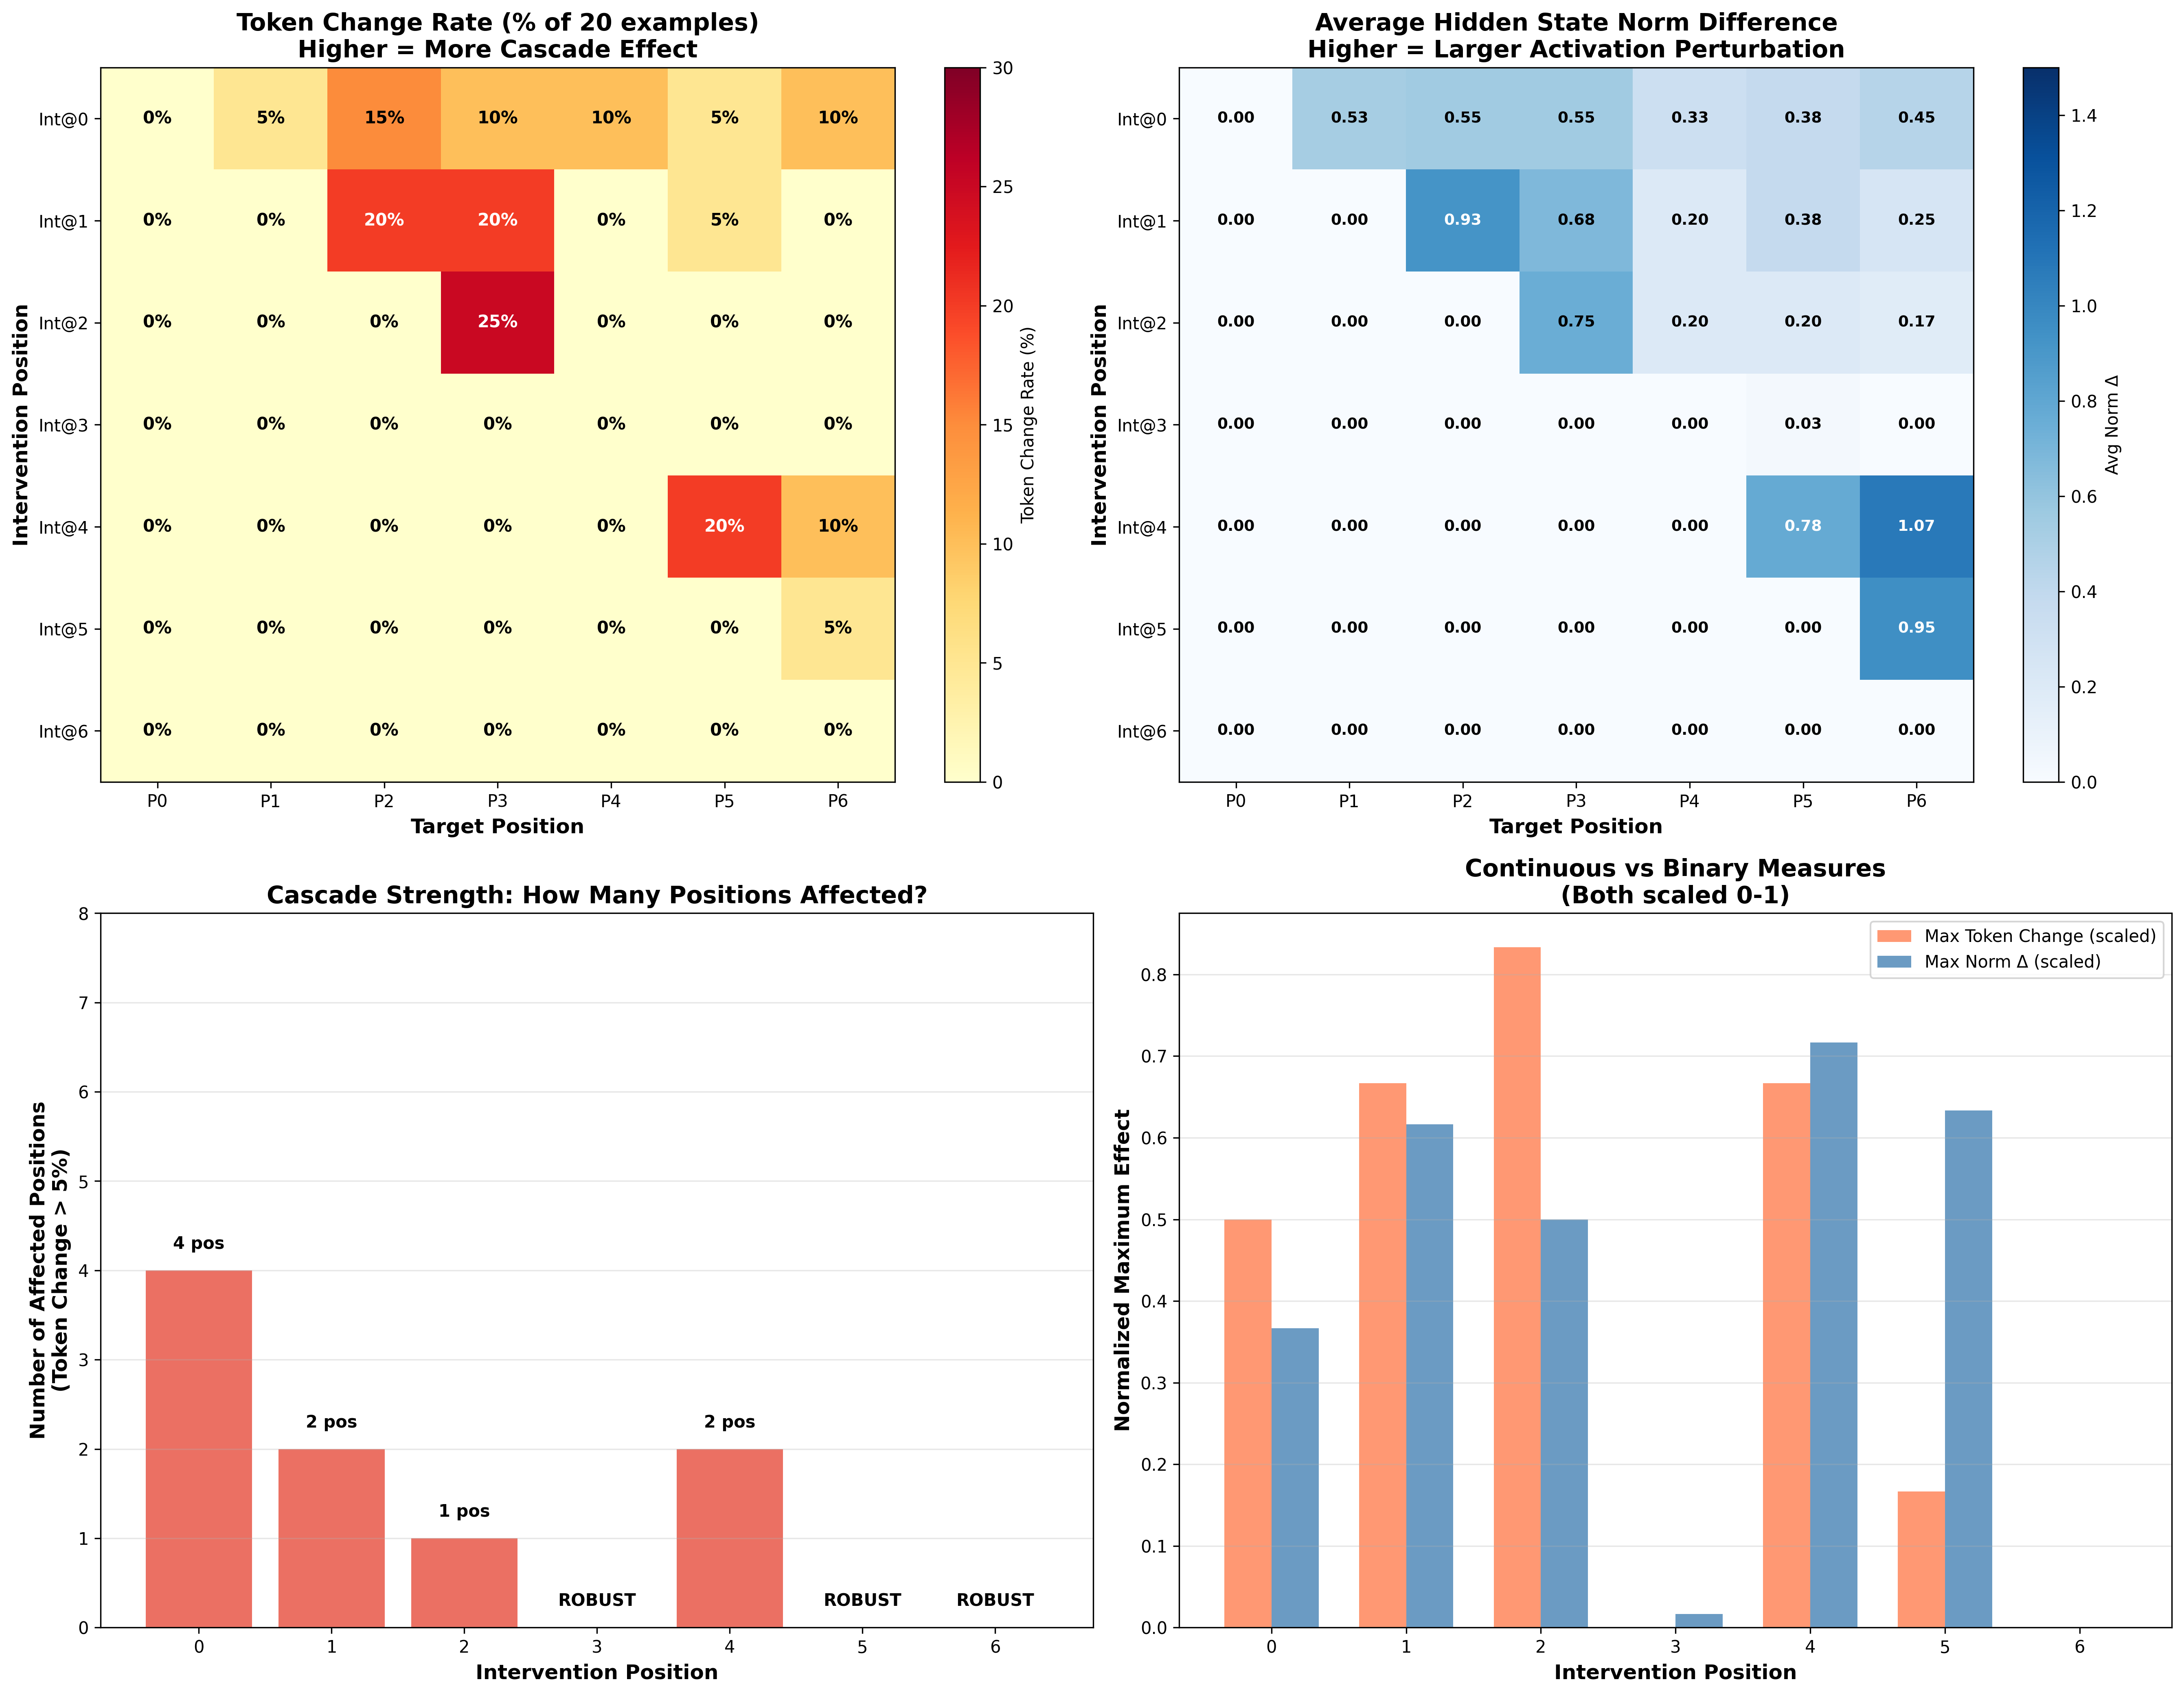 Token Change Rate (% of 20 examples)
Higher = More Cascade Effect
Intervention Position
Int@0 0% 5% 15% 10% 10% 5% 10%
Int@1 0% 0% 20% 20% 0% 5% 0%
Int@2 0% 0% 0% 25% 0% 0% 0%
Int@3 0% 0% 0% 0% 0% 0% 0%
Int@4 0% 0% 0% 0% 0% 20% 10%
Int@5 0% 0% 0% 0% 0% 0% 5%
Int@6 0% 0% 0% 0% 0% 0% 0%
P0 P1 P2 P3 P4 P5 P6
Target Position
30
25
20
15
10
5
0
Token Change Rate (%)
Average Hidden State Norm Difference
Higher = Larger Activation Perturbation
Intervention Position
Int@0 0.00 0.53 0.55 0.55 0.33 0.38 0.45
Int@1 0.00 0.00 0.93 0.68 0.20 0.38 0.25
Int@2 0.00 0.00 0.00 0.75 0.20 0.20 0.17
Int@3 0.00 0.00 0.00 0.00 0.00 0.03 0.00
Int@4 0.00 0.00 0.00 0.00 0.00 0.78 1.07
Int@5 0.00 0.00 0.00 0.00 0.00 0.00 0.95
Int@6 0.00 0.00 0.00 0.00 0.00 0.00 0.00
P0 P1 P2 P3 P4 P5 P6
Target Position
1.4
1.2
1.0
0.8
0.6
0.4
0.2
0.0
Avg Norm Δ
Cascade Strength: How Many Positions Affected?
Number of Affected Positions
(Token Change > 5%)
8
7
6
5
4
3
2
1
0
4 pos
2 pos
1 pos
ROBUST
2 pos
ROBUST
ROBUST
0 1 2 3 4 5 6
Intervention Position
Continuous vs Binary Measures
(Both scaled 0-1)
Max Token Change (scaled)
Max Norm Δ (scaled)
Normalized Maximum Effect
0.8
0.7
0.6
0.5
0.4
0.3
0.2
0.1
0.0
0 1 2 3 4 5 6
Intervention Position